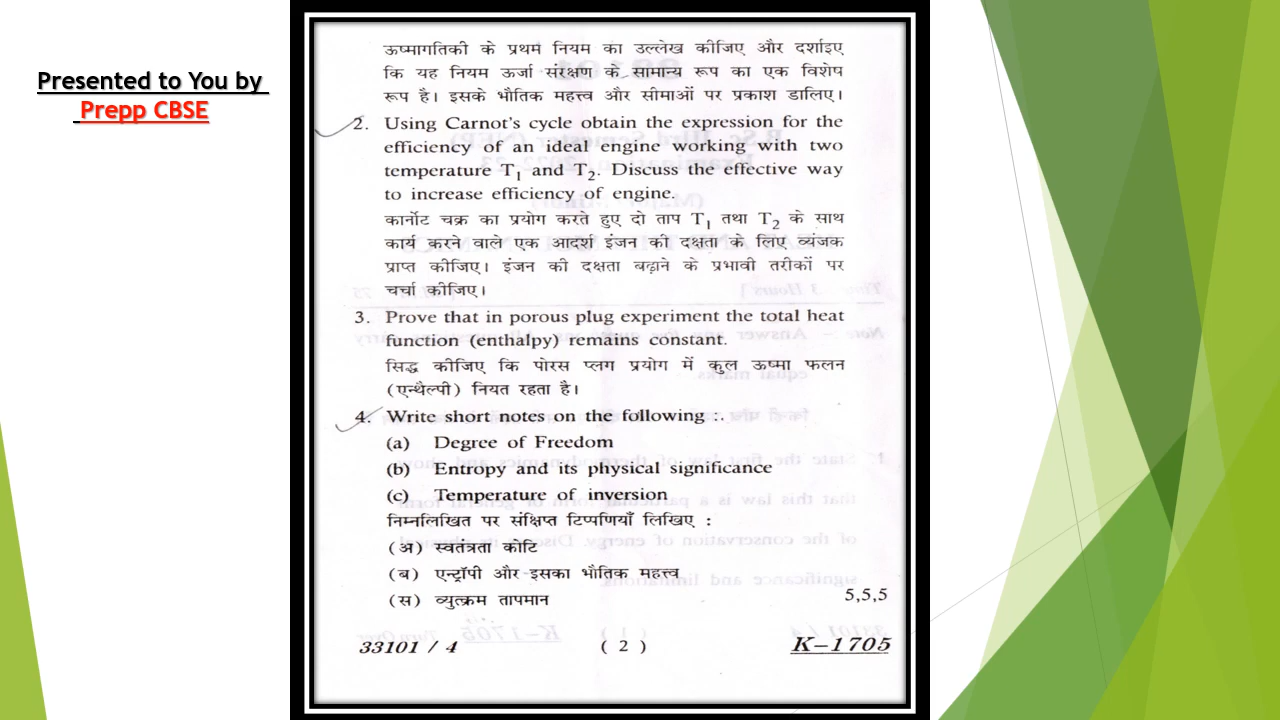 Presented to You by
Prepp CBSE
ऊष्मागतिकी के प्रथम नियम का उल्लेख कीजिए और दर्शाइए
कि यह नियम ऊर्जा संरक्षण के सामान्य रूप का एक विशेष
रूप है। इसके भौतिक महत्त्व और सीमाओं पर प्रकाश डालिए।
2. Using Carnot's cycle obtain the expression for the
efficiency of an ideal engine working with two
temperature T1 and T2. Discuss the effective way
to increase efficiency of engine.
कार्नोट चक्र का प्रयोग करते हुए दो ताप T1 तथा T2 के साथ
कार्य करने वाले एक आदर्श इंजन की दक्षता के लिए व्यंजक
प्राप्त कीजिए। इंजन की दक्षता बढ़ाने के प्रभावी तरीकों पर
चर्चा कीजिए।
3. Prove that in porous plug experiment the total heat
function (enthalpy) remains constant.
सिद्ध कीजिए कि पोरस प्लग प्रयोग में कुल ऊष्मा फलन
(एन्थैल्पी) नियत रहता है।
4. Write short notes on the following :
(a) Degree of Freedom
(b) Entropy and its physical significance
(c) Temperature of inversion
निम्नलिखित पर संक्षिप्त टिप्पणियाँ लिखिए :
(अ) स्वतंत्रता कोटि
(ब) एन्ट्रॉपी और इसका भौतिक महत्त्व
(स) व्युत्क्रम तापमान 5,5,5
33101 / 4 ( 2 ) K-1705